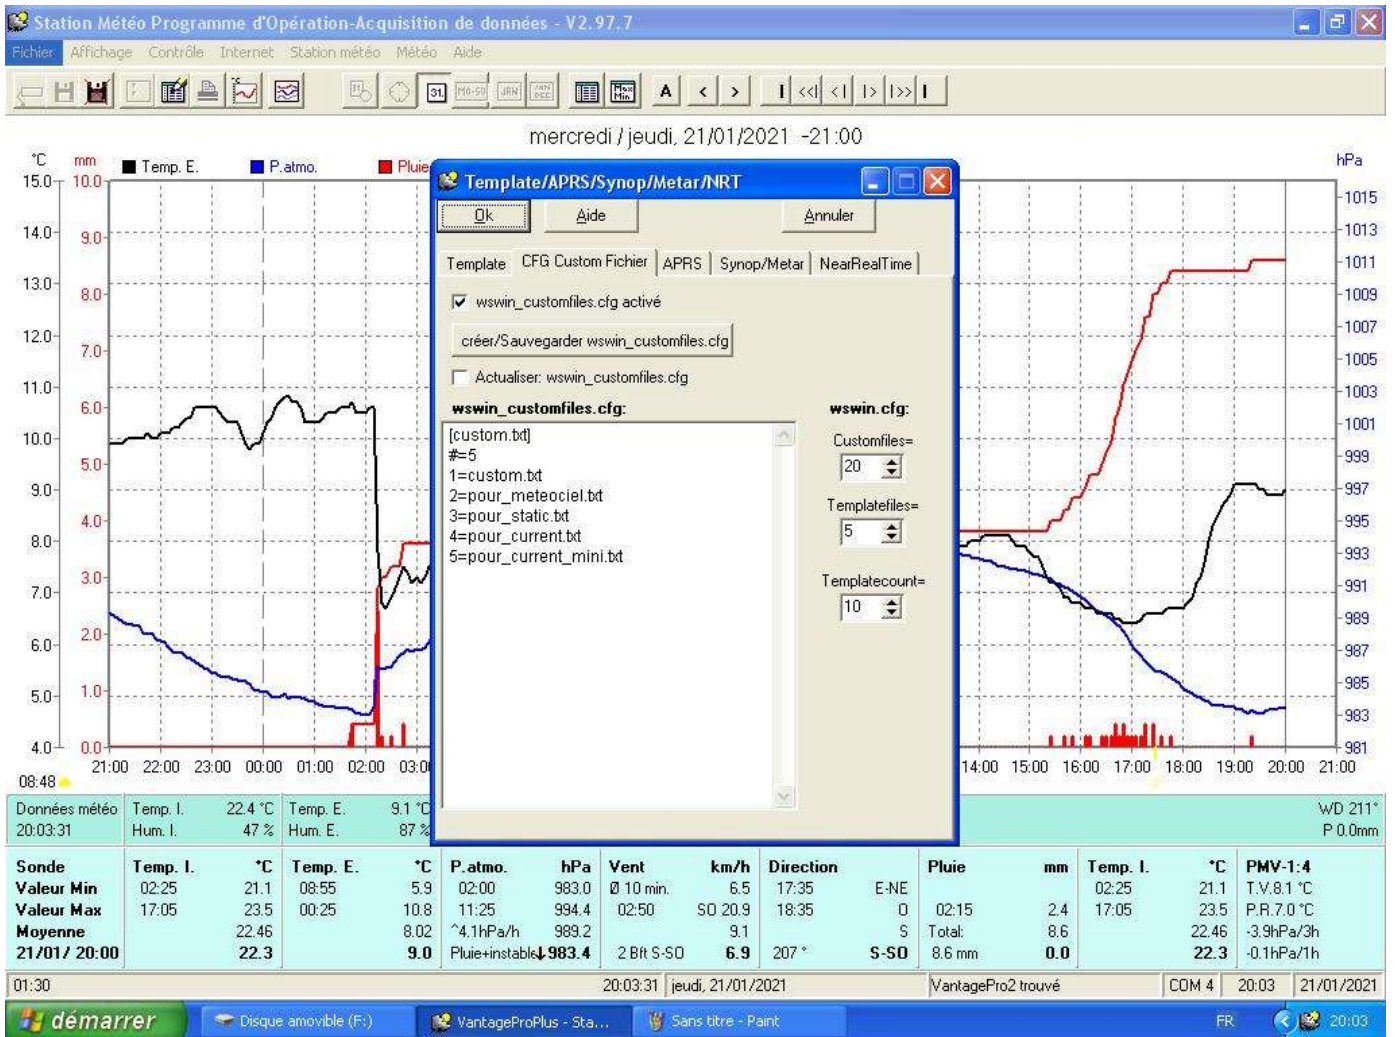 Station Météo Programme d'Opération-Acquisition de données - V2.97.7
Fichier Affichage Contrôle Internet Station météo Météo Aide
31. MO-SU JAN JAN DEC Max Min A < > I <<I <I I> I>> I
mercredi / jeudi, 21/01/2021 -21:00
°C mm Temp. E. P.atmo. Pluie hPa
15.0 10.0
14.0 9.0
13.0 8.0
12.0 7.0
11.0 6.0
10.0 5.0
9.0 4.0
8.0 3.0
7.0 2.0
6.0 1.0
5.0 0.0
4.0
1015
1013
1011
1009
1007
1005
1003
1001
999
997
995
993
991
989
987
985
983
981
21:00 22:00 23:00 00:00 01:00 02:00 03:00 14:00 15:00 16:00 17:00 18:00 19:00 20:00 21:00
08:48
Template/APRS/Synop/Metar/NRT
Ok Aide Annuler
Template CFG Custom Fichier APRS Synop/Metar NearRealTime
wswin_customfiles.cfg activé
créer/Sauvegarder wswin_customfiles.cfg
Actualiser: wswin_customfiles.cfg
wswin_customfiles.cfg:
[custom.txt]
#=5
1=custom.txt
2=pour_meteociel.txt
3=pour_static.txt
4=pour_current.txt
5=pour_current_mini.txt
wswin.cfg:
Customfiles=
20
Templatefiles=
5
Templatecount=
10
Données météo Temp. I. 22.4 °C Temp. E. 9.1 °C WD 211°
20:03:31 Hum. I. 47 % Hum. E. 87 % P 0.0mm
Sonde Temp. I. °C Temp. E. °C P.atmo. hPa Vent km/h Direction Pluie mm Temp. I. °C PMV-1:4
Valeur Min 02:25 21.1 08:55 5.9 02:00 983.0 Ø 10 min. 6.5 17:35 E-NE 02:25 21.1 T.V.8.1 °C
Valeur Max 17:05 23.5 00:25 10.8 11:25 994.4 02:50 SO 20.9 18:35 O 02:15 2.4 17:05 23.5 P.R.7.0 °C
Moyenne 22.46 8.02 ^4.1hPa/h 989.2 9.1 S Total: 8.6 22.46 -3.9hPa/3h
21/01/ 20:00 22.3 9.0 Pluie+instable↓983.4 2 Bft S-SO 6.9 207 ° S-SO 8.6 mm 0.0 22.3 -0.1hPa/1h
01:30 20:03:31 jeudi, 21/01/2021 VantagePro2 trouvé COM 4 20:03 21/01/2021
démarrer Disque amovible (F:) VantageProPlus - Sta... Sans titre - Paint FR 20:03